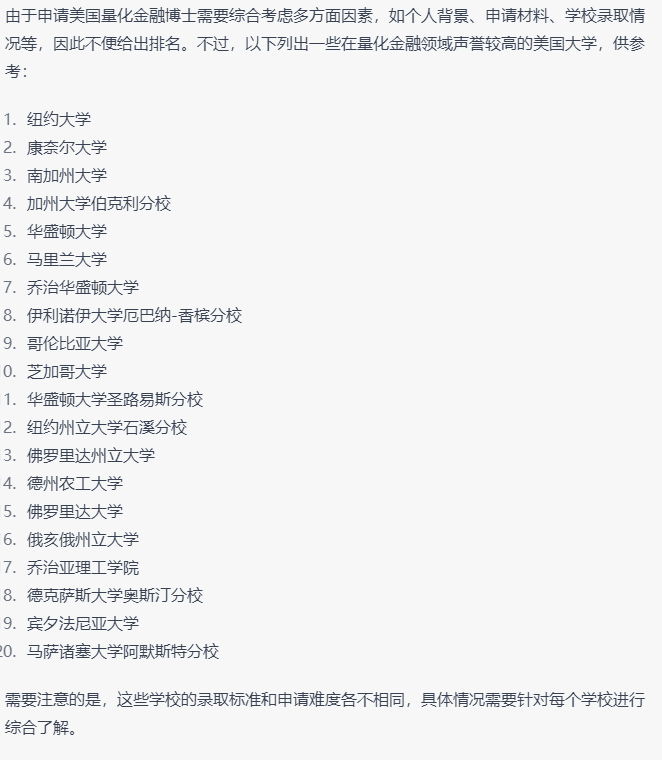 由于申请美国量化金融博士需要综合考虑多方面因素，如个人背景、申请材料、学校录取情
况等，因此不便给出排名。不过，以下列出一些在量化金融领域声誉较高的美国大学，供参
考：
1. 纽约大学
2. 康奈尔大学
3. 南加州大学
4. 加州大学伯克利分校
5. 华盛顿大学
6. 马里兰大学
7. 乔治华盛顿大学
8. 伊利诺伊大学厄巴纳-香槟分校
9. 哥伦比亚大学
10. 芝加哥大学
11. 华盛顿大学圣路易斯分校
12. 纽约州立大学石溪分校
13. 佛罗里达州立大学
14. 德州农工大学
15. 佛罗里达大学
16. 俄亥俄州立大学
17. 乔治亚理工学院
18. 德克萨斯大学奥斯汀分校
19. 宾夕法尼亚大学
20. 马萨诸塞大学阿默斯特分校
需要注意的是，这些学校的录取标准和申请难度各不相同，具体情况需要针对每个学校进行
综合了解。